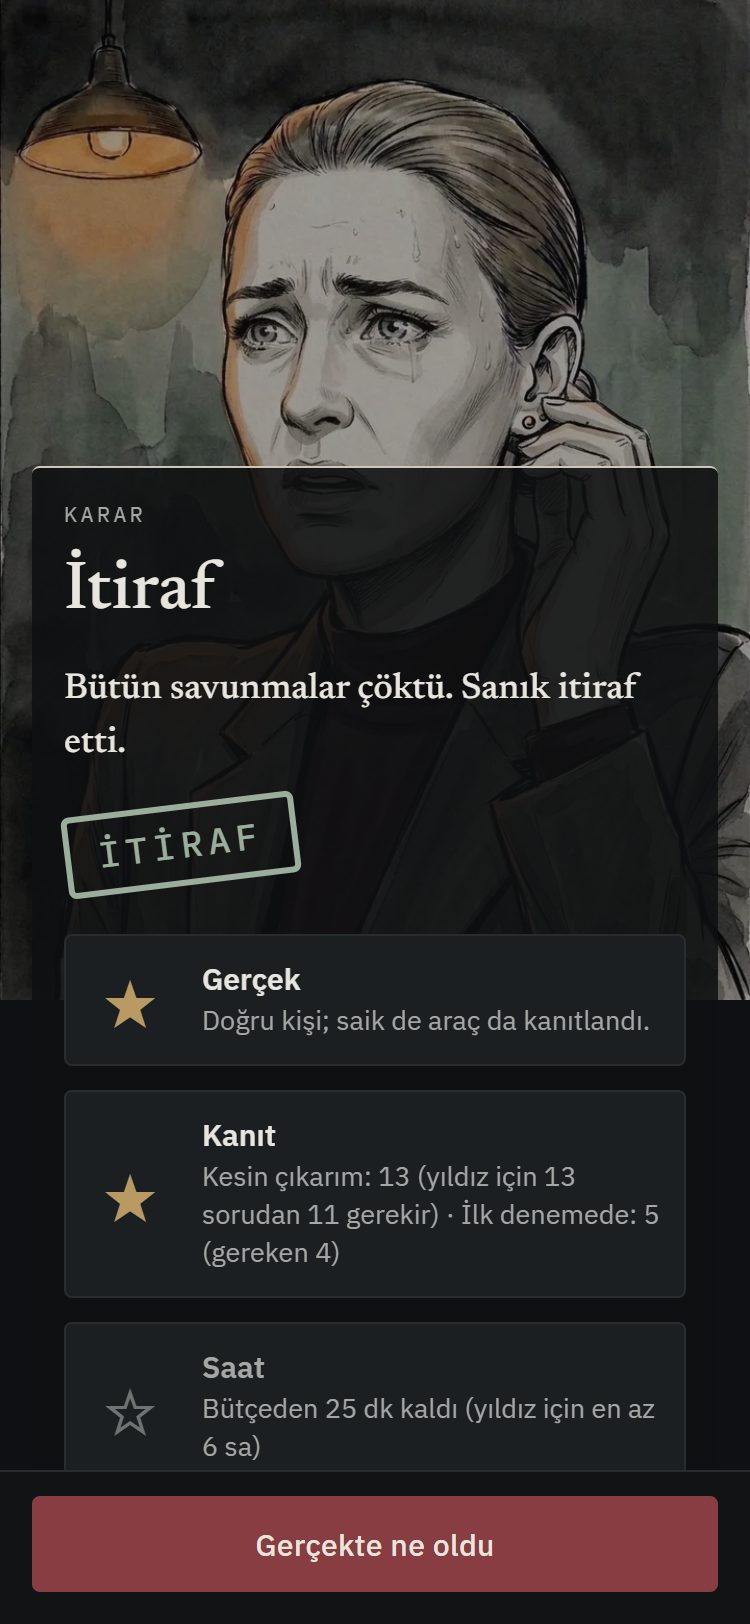 KARAR
İtiraf
Bütün savunmalar çöktü. Sanık itiraf
etti.
İTİRAF
Gerçek
Doğru kişi; saik de araç da kanıtlandı.
Kanıt
Kesin çıkarım: 13 (yıldız için 13
sorudan 11 gerekir) · İlk denemede: 5
(gereken 4)
Saat
Bütçeden 25 dk kaldı (yıldız için en az
6 sa)
Gerçekte ne oldu